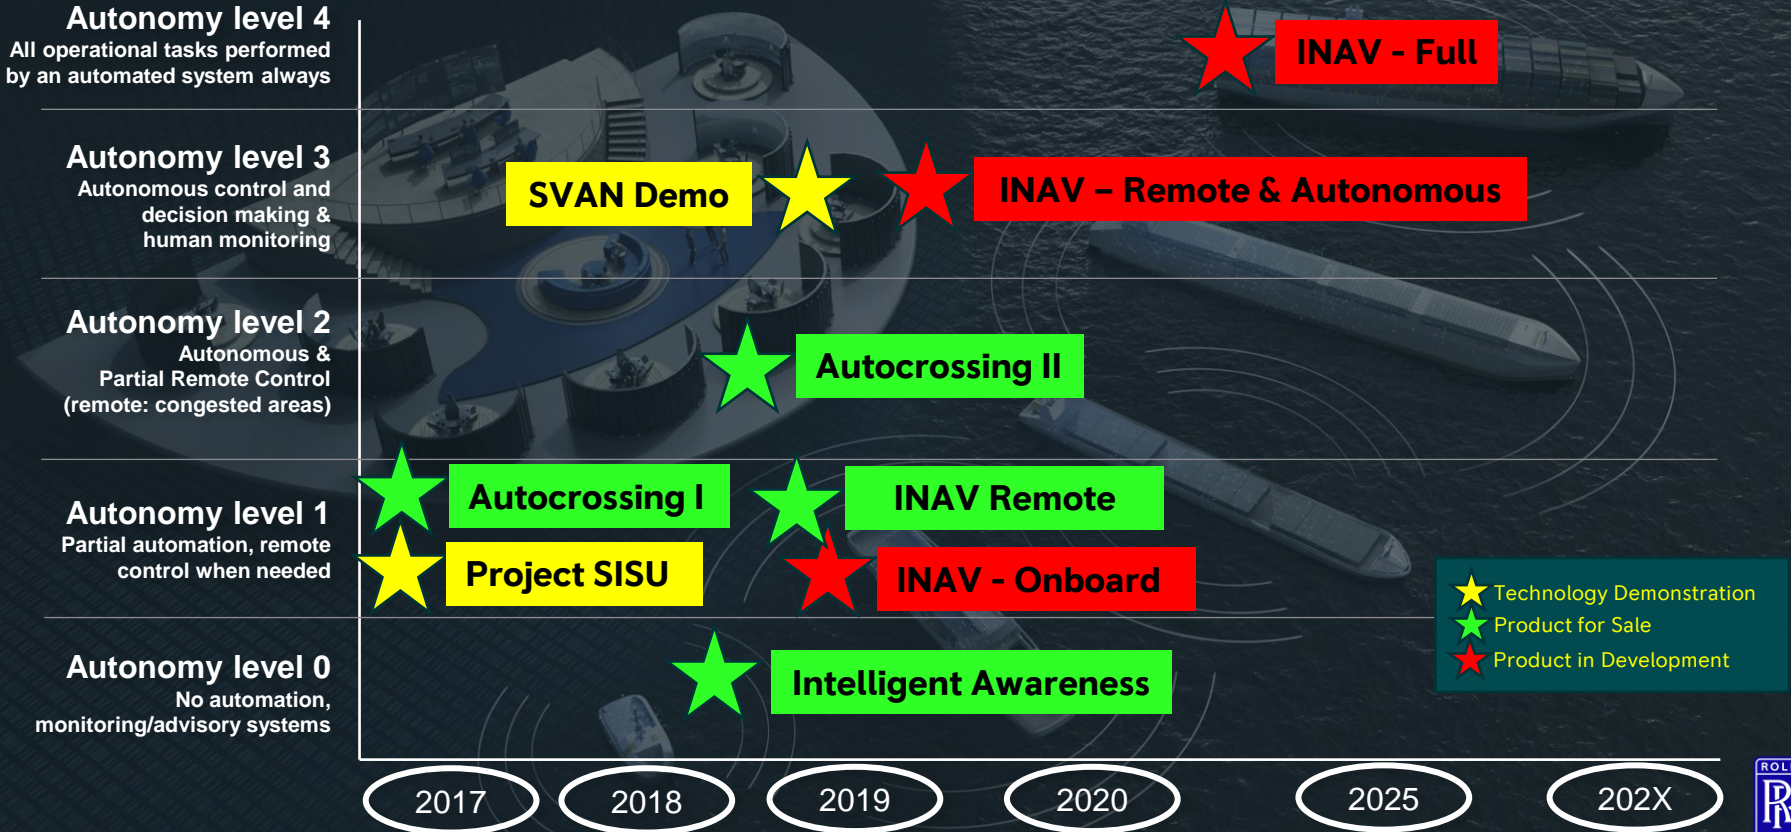 Autonomy level 4
All operational tasks performed
by an automated system always
INAV - Full
Autonomy level 3
Autonomous control and
decision making &
human monitoring
SVAN Demo
INAV – Remote & Autonomous
Autonomy level 2
Autonomous &
Partial Remote Control
(remote: congested areas)
Autocrossing II
Autonomy level 1
Partial automation, remote
control when needed
Autocrossing I
INAV Remote
Project SISU
INAV - Onboard
Technology Demonstration
Product for Sale
Product in Development
Autonomy level 0
No automation,
monitoring/advisory systems
Intelligent Awareness
2017
2018
2019
2020
2025
202X